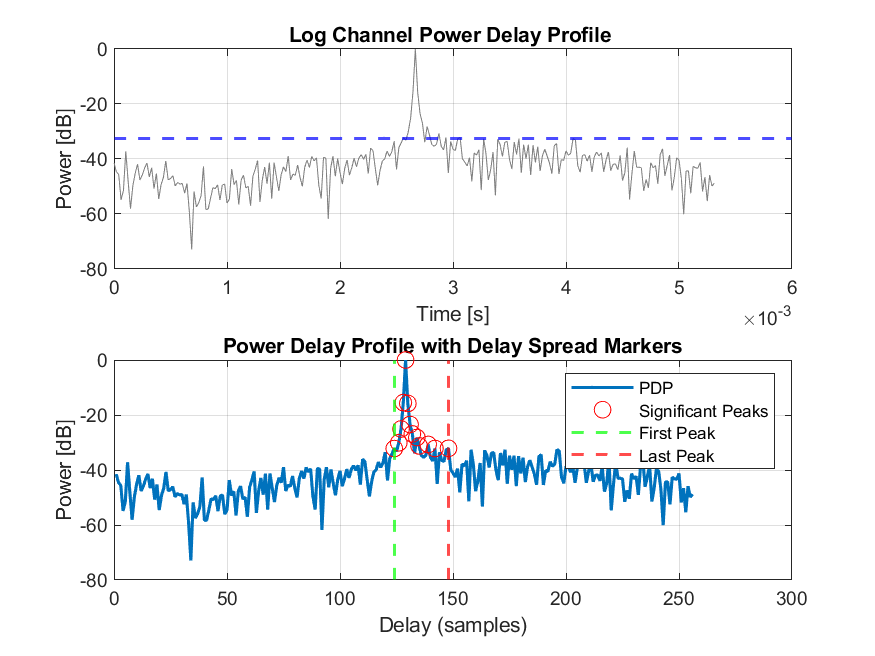 Log Channel Power Delay Profile
Power [dB]
0
-20
-40
-60
-80
0 1 2 3 4 5 6
Time [s]
×10-3
Power Delay Profile with Delay Spread Markers
Power [dB]
0
-20
-40
-60
-80
PDP
Significant Peaks
First Peak
Last Peak
0 50 100 150 200 250 300
Delay (samples)